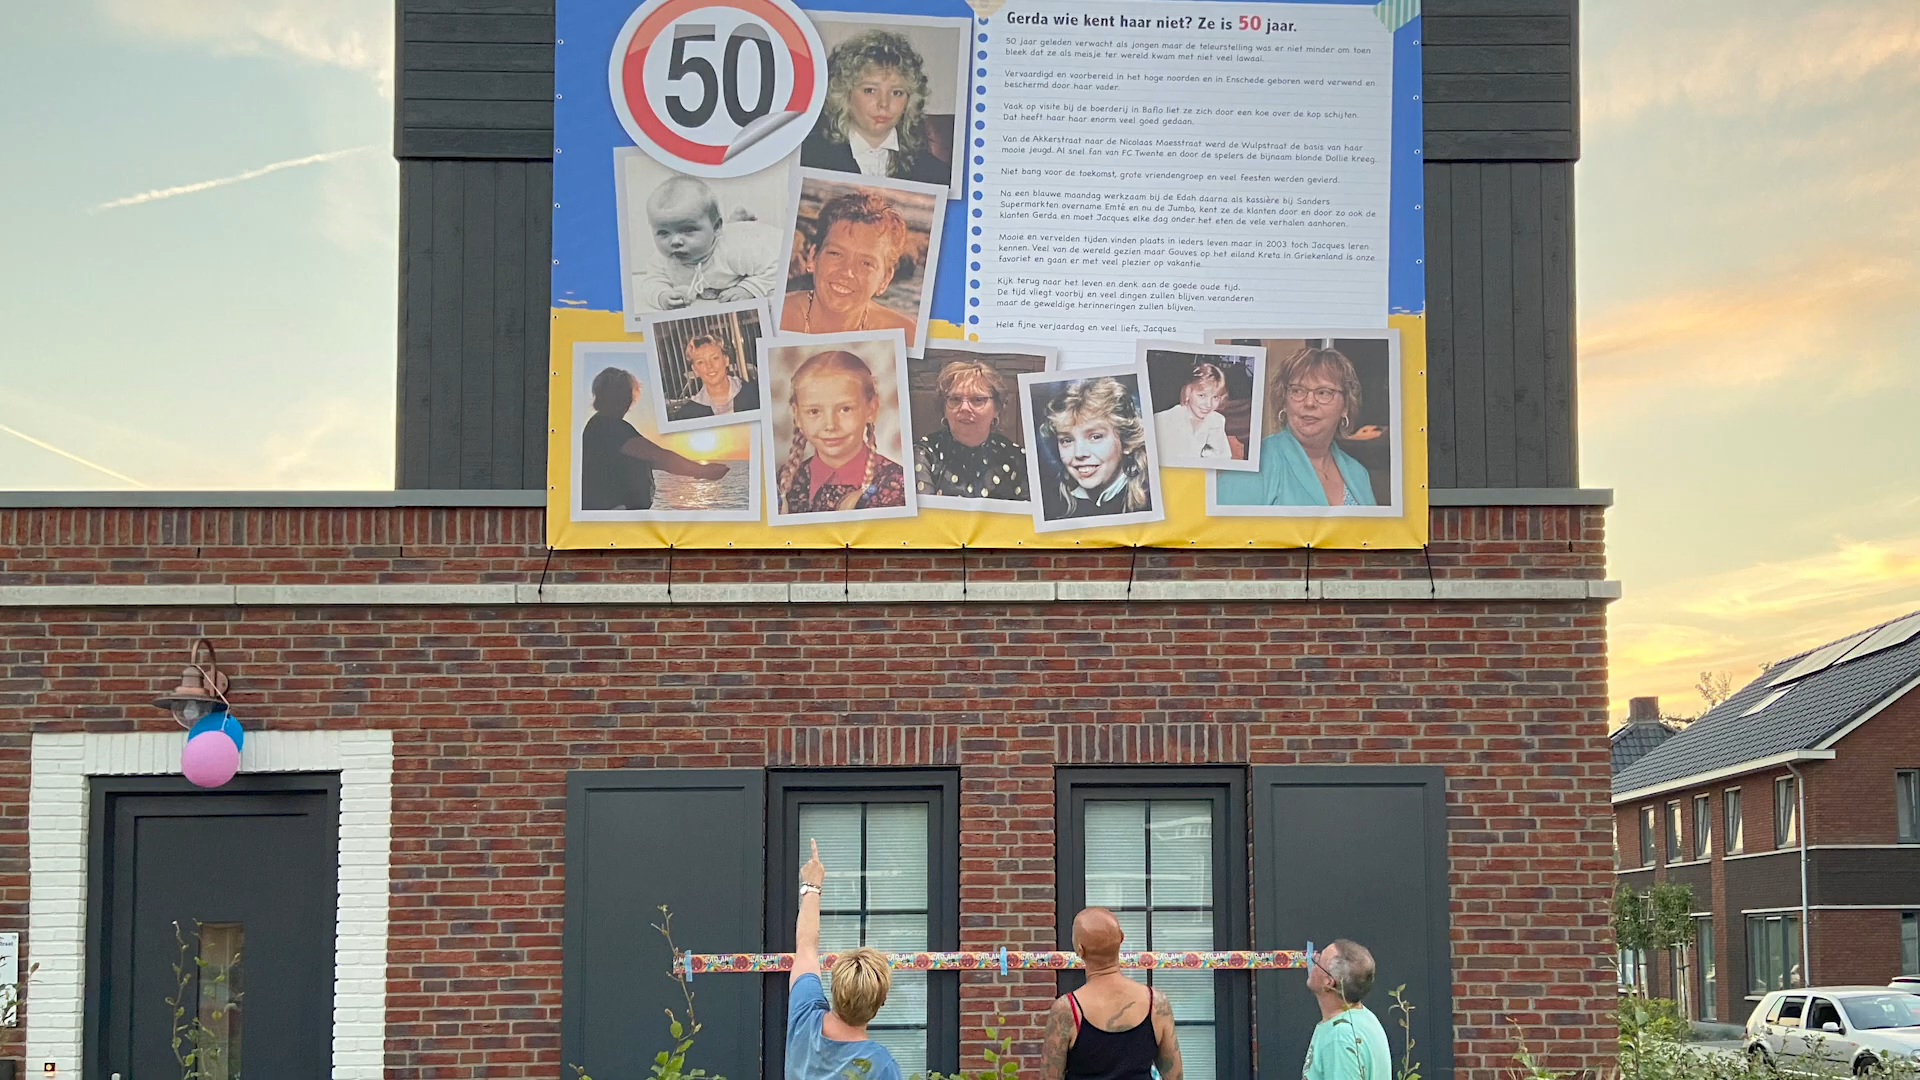 50
Gerda wie kent haar niet? Ze is 50 jaar.
50 jaar geleden verwacht als jongen maar de teleurstelling was er niet minder om toen
bleek dat ze als meisje ter wereld kwam met niet veel lawaai.
Vervaardigd en voorbereid in het hoge noorden en in Enschede geboren werd verwend en
beschermd door haar vader.
Vaak op visite bij de boerderij in Baflo liet ze zich door een koe over de kop schijten.
Dat heeft haar haar enorm veel goed gedaan.
Van de Akkerstraat naar de Nicolaas Maesstraat werd de Wulpstraat de basis van haar
mooie jeugd. Al snel fan van FC Twente en door de spelers de bijnaam blonde Dollie kreeg.
Niet bang voor de toekomst, grote vriendengroep en veel feesten werden gevierd.
Na een blauwe maandag werkzaam bij de Edah daarna als kassière bij Sanders
Supermarkten overname Emté en nu de Jumbo, kent ze de klanten door en door zo ook de
klanten Gerda en moet Jacques elke dag onder het eten de vele verhalen aanhoren.
Mooie en vervelden tijden vinden plaats in ieders leven maar in 2003 toch Jacques leren
kennen. Veel van de wereld gezien maar Gouves op het eiland Kreta in Griekenland is onze
favoriet en gaan er met veel plezier op vakantie.
Kijk terug naar het leven en denk aan de goede oude tijd.
De tijd vliegt voorbij en veel dingen zullen blijven veranderen
maar de geweldige herinneringen zullen blijven.
Hele fijne verjaardag en veel liefs, Jacques